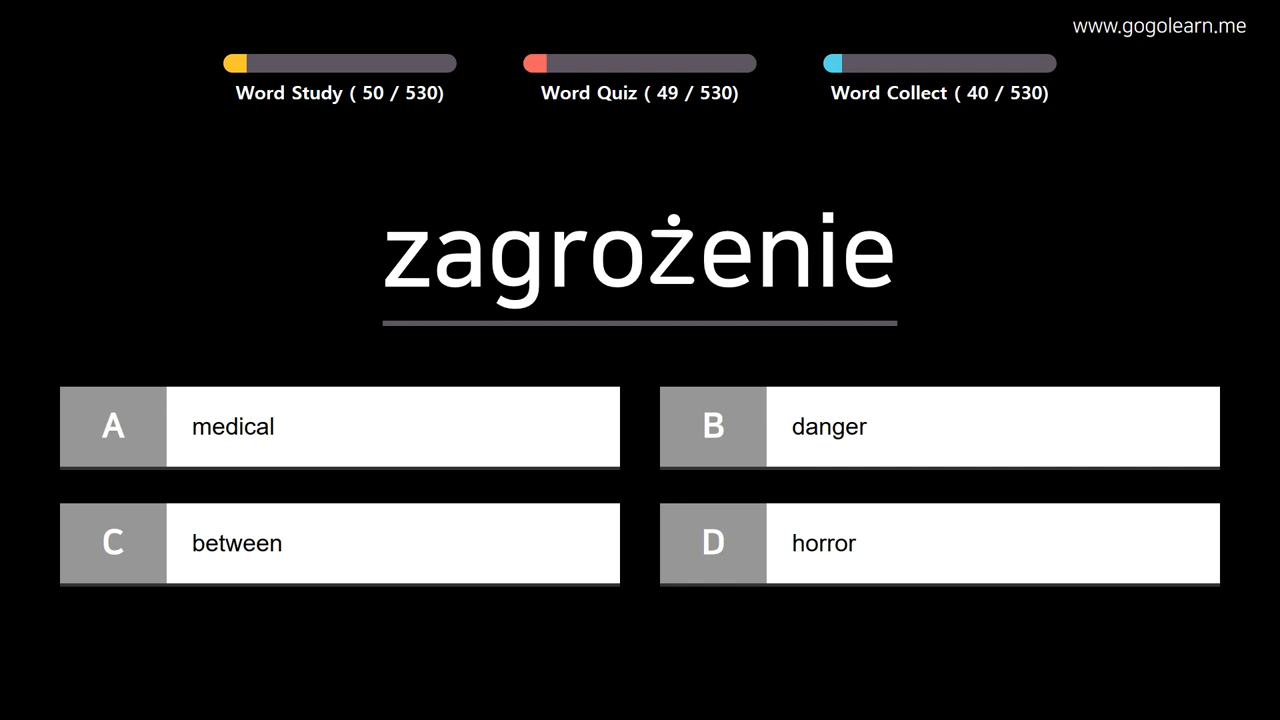 www.gogolearn.me
Word Study ( 50 / 530)
Word Quiz ( 49 / 530)
Word Collect ( 40 / 530)
zagrożenie
A medical
B danger
C between
D horror